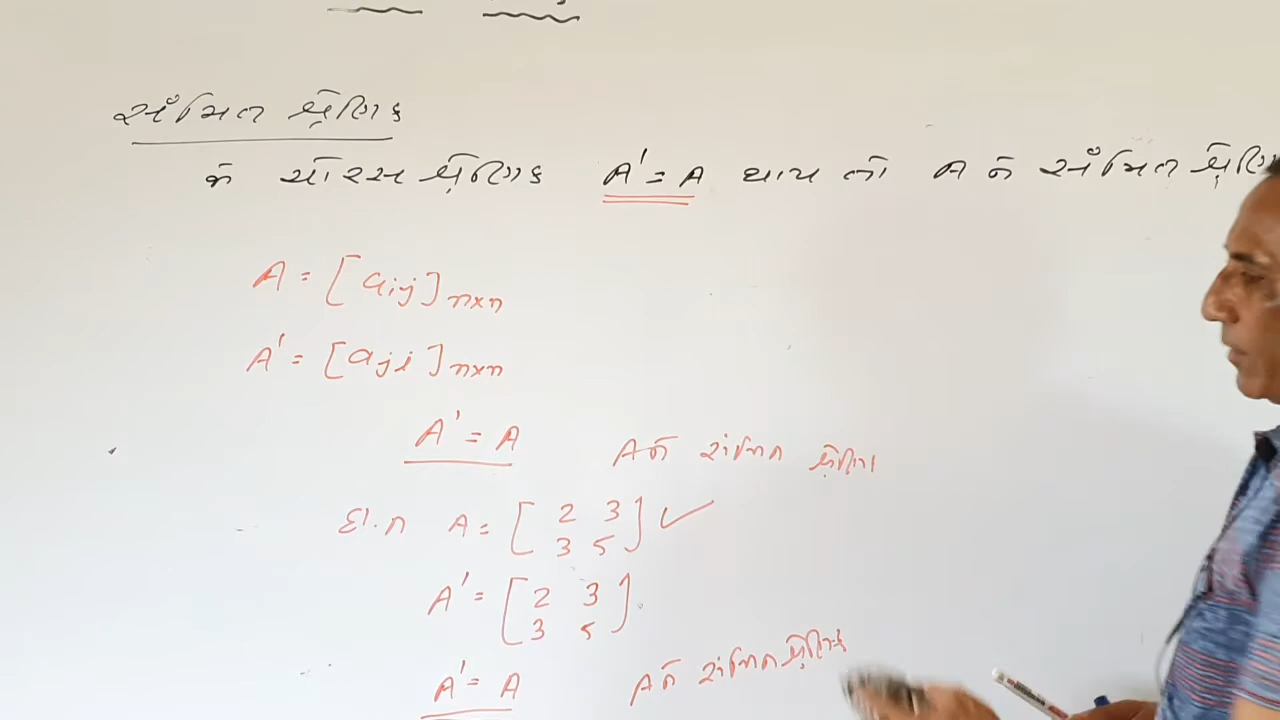 સંમિત શ્રેણિક
જે ચોરસ શ્રેણિક A' = A થાય તો A ને સંમિત
A = [aij]n×n
A' = [aji]n×n
A' = A A ને સંમિત શ્રેણિક
દા.ત A = [2 3
3 5] ✓
A' = [2 3
3 5]
A' = A A ને સંમિત શ્રેણિક